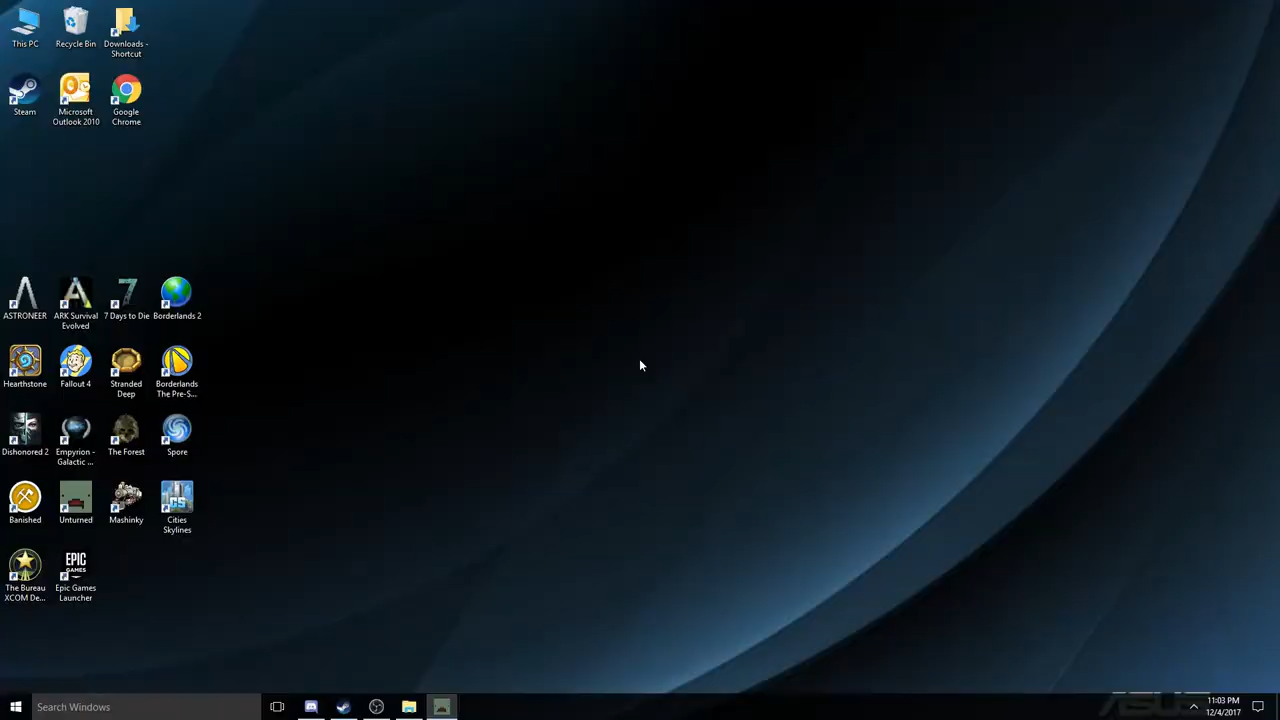 This PC
Recycle Bin
Downloads -
Shortcut
Steam
Microsoft
Outlook 2010
Google
Chrome
ASTRONEER
ARK Survival
Evolved
7 Days to Die
Borderlands 2
Hearthstone
Fallout 4
Stranded
Deep
Borderlands
The Pre-S...
Dishonored 2
Empyrion -
Galactic ...
The Forest
Spore
Banished
Unturned
Mashinky
CS
Cities
Skylines
The Bureau
XCOM De...
EPIC
GAMES
Epic Games
Launcher
Search Windows
ASUS
11:03 PM
12/4/2017